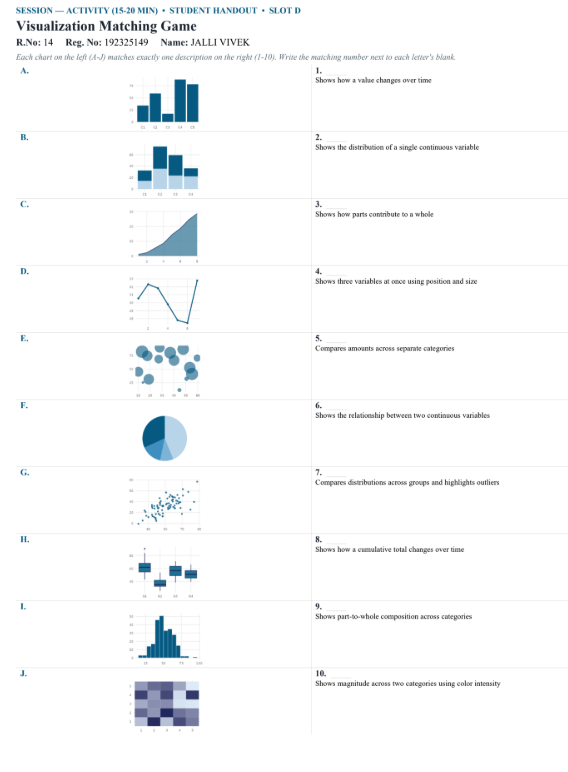 SESSION — ACTIVITY (15-20 MIN) • STUDENT HANDOUT • SLOT D
Visualization Matching Game
R.No: 14 Reg. No: 192325149 Name: JALLI VIVEK
Each chart on the left (A-J) matches exactly one description on the right (1-10). Write the matching number next to each letter's blank.
A.
1.
Shows how a value changes over time
B.
2.
Shows the distribution of a single continuous variable
C.
3.
Shows how parts contribute to a whole
D.
4.
Shows three variables at once using position and size
E.
5.
Compares amounts across separate categories
F.
6.
Shows the relationship between two continuous variables
G.
7.
Compares distributions across groups and highlights outliers
H.
8.
Shows how a cumulative total changes over time
I.
9.
Shows part-to-whole composition across categories
J.
10.
Shows magnitude across two categories using color intensity